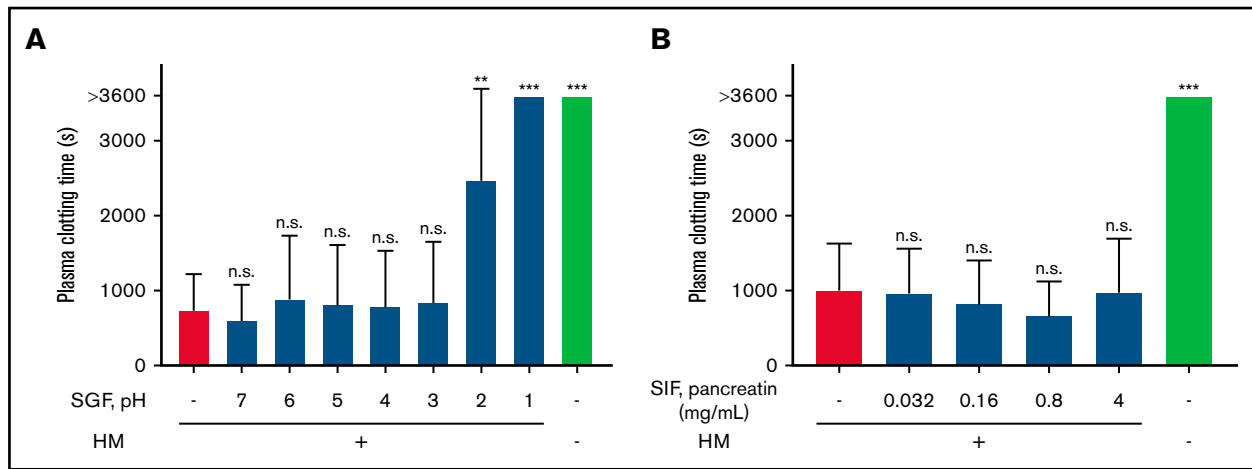 A
Plasma clotting time (s)
>3600
3000
2000
1000
0
n.s.
n.s.
n.s.
n.s.
n.s.
**
***
***
SGF, pH - 7 6 5 4 3 2 1 -
HM + -
B
Plasma clotting time (s)
>3600
3000
2000
1000
0
n.s.
n.s.
n.s.
n.s.
***
SIF, pancreatin
(mg/mL)
- 0.032 0.16 0.8 4 -
HM + -